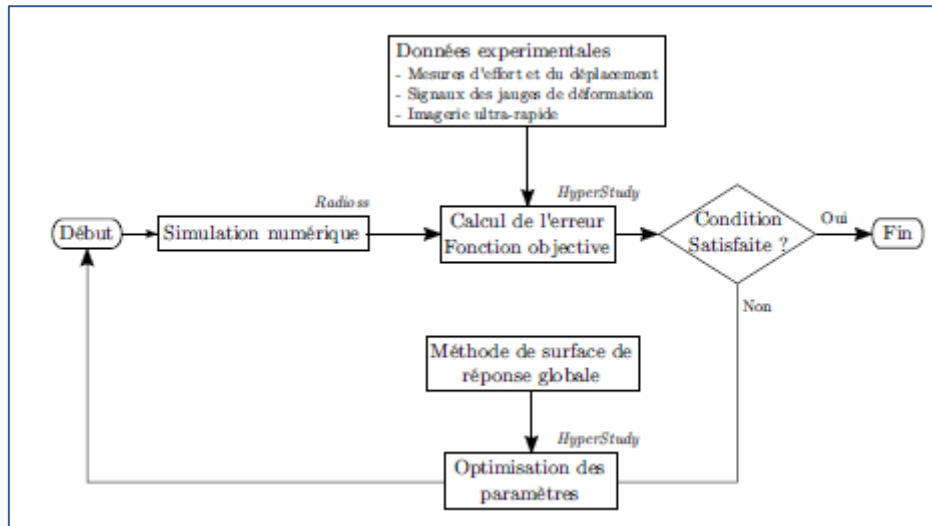 Données experimentales
- Mesures d'effort et du déplacement
- Signaux des jauges de déformation
- Imagerie ultra-rapide
Radioss
HyperStudy
Début
Simulation numérique
Calcul de l'erreur
Fonction objective
Condition
Satisfaite ?
Oui
Fin
Non
Méthode de surface de
réponse globale
HyperStudy
Optimisation des
paramètres